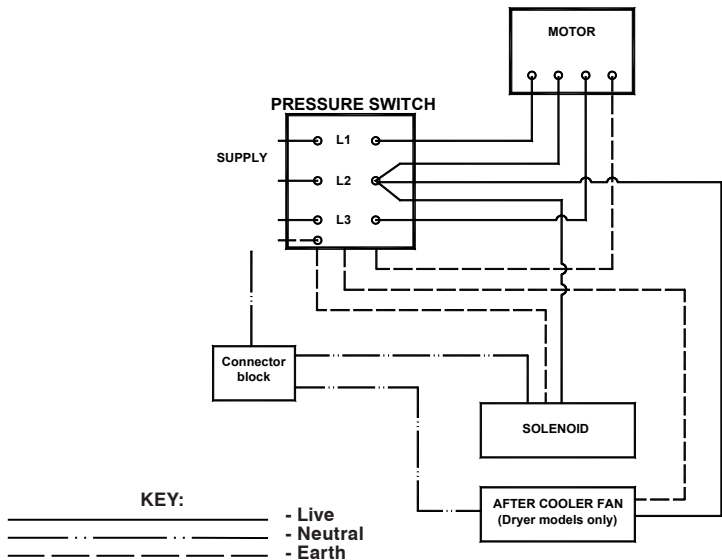 MOTOR
PRESSURE SWITCH
SUPPLY
L1
L2
L3
Connector
block
SOLENOID
AFTER COOLER FAN
(Dryer models only)
KEY:
- Live
- Neutral
- Earth